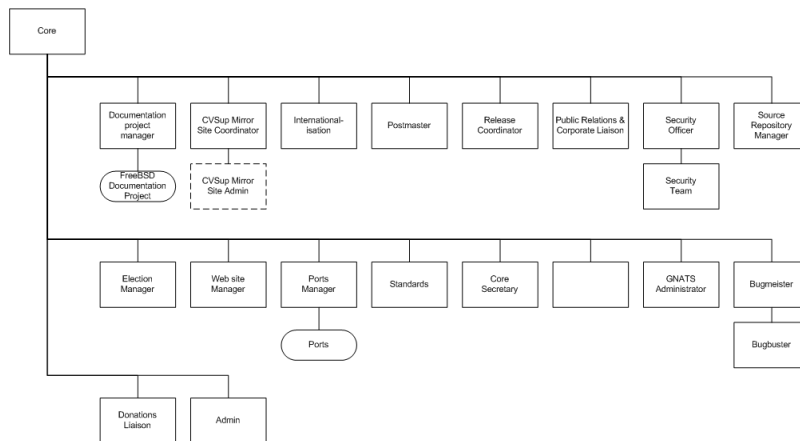 Core
Documentation
project
manager
CVSup Mirror
Site Coordinator
International-
isation
Postmaster
Release
Coordinator
Public Relations &
Corporate Liaison
Security
Officer
Source
Repository
Manager
FreeBSD
Documentation
Project
CVSup Mirror
Site Admin
Security
Team
Election
Manager
Web site
Manager
Ports
Manager
Standards
Core
Secretary
GNATS
Administrator
Bugmeister
Ports
Bugbuster
Donations
Liaison
Admin